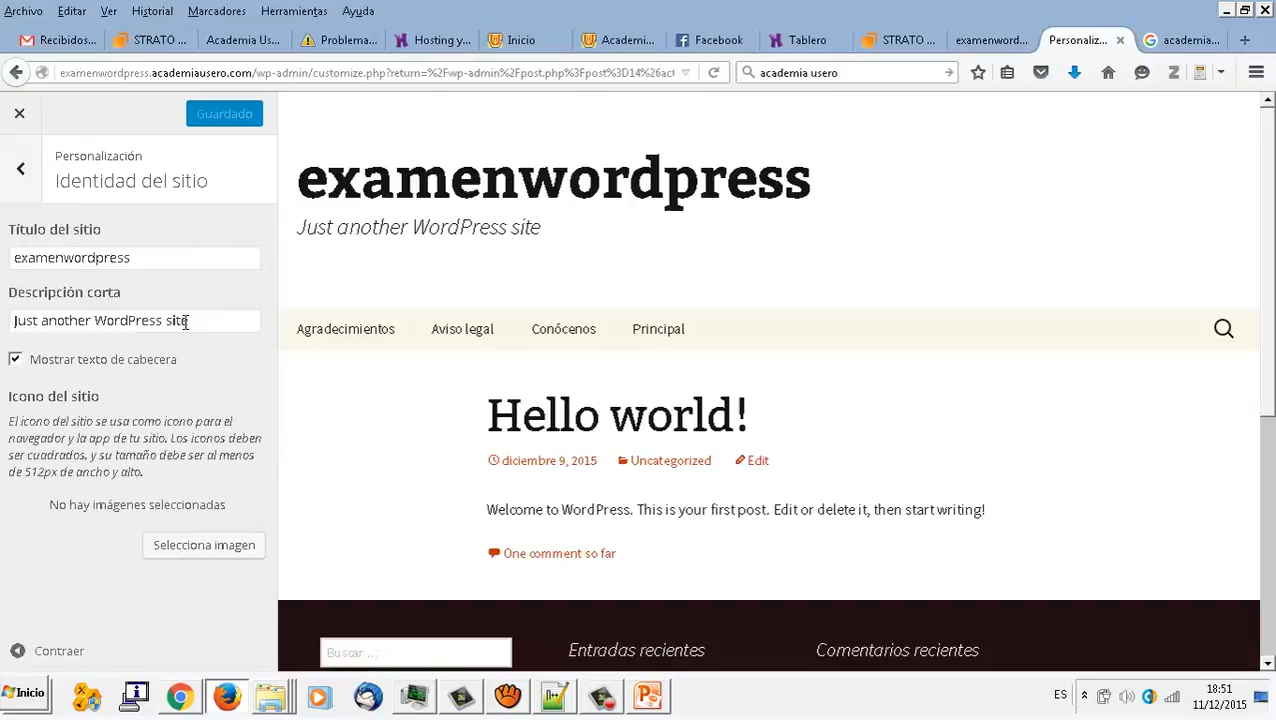 Archivo Editar Ver Historial Marcadores Herramientas Ayuda
Recibidos... STRATO ... Academia Us... Problema... Hosting y... Inicio Academi... Facebook Tablero STRATO ... examenword... Personaliz... academia...
examenwordpress.academiausero.com/wp-admin/customize.php?return=%2Fwp-admin%2Fpost.php%3Fpost%3D14%26act academia usero
Guardado
Personalización
Identidad del sitio
Título del sitio
examenwordpress
Descripción corta
Just another WordPress site
Mostrar texto de cabecera
Icono del sitio
El icono del sitio se usa como icono para el
navegador y la app de tu sitio. Los iconos deben
ser cuadrados, y su tamaño debe ser al menos
de 512px de ancho y alto.
No hay imágenes seleccionadas
Selecciona imagen
Contraer
examenwordpress
Just another WordPress site
Agradecimientos Aviso legal Conócenos Principal
Hello world!
diciembre 9, 2015 Uncategorized Edit
Welcome to WordPress. This is your first post. Edit or delete it, then start writing!
One comment so far
Buscar ... Entradas recientes Comentarios recientes
Inicio ES 18:51
11/12/2015